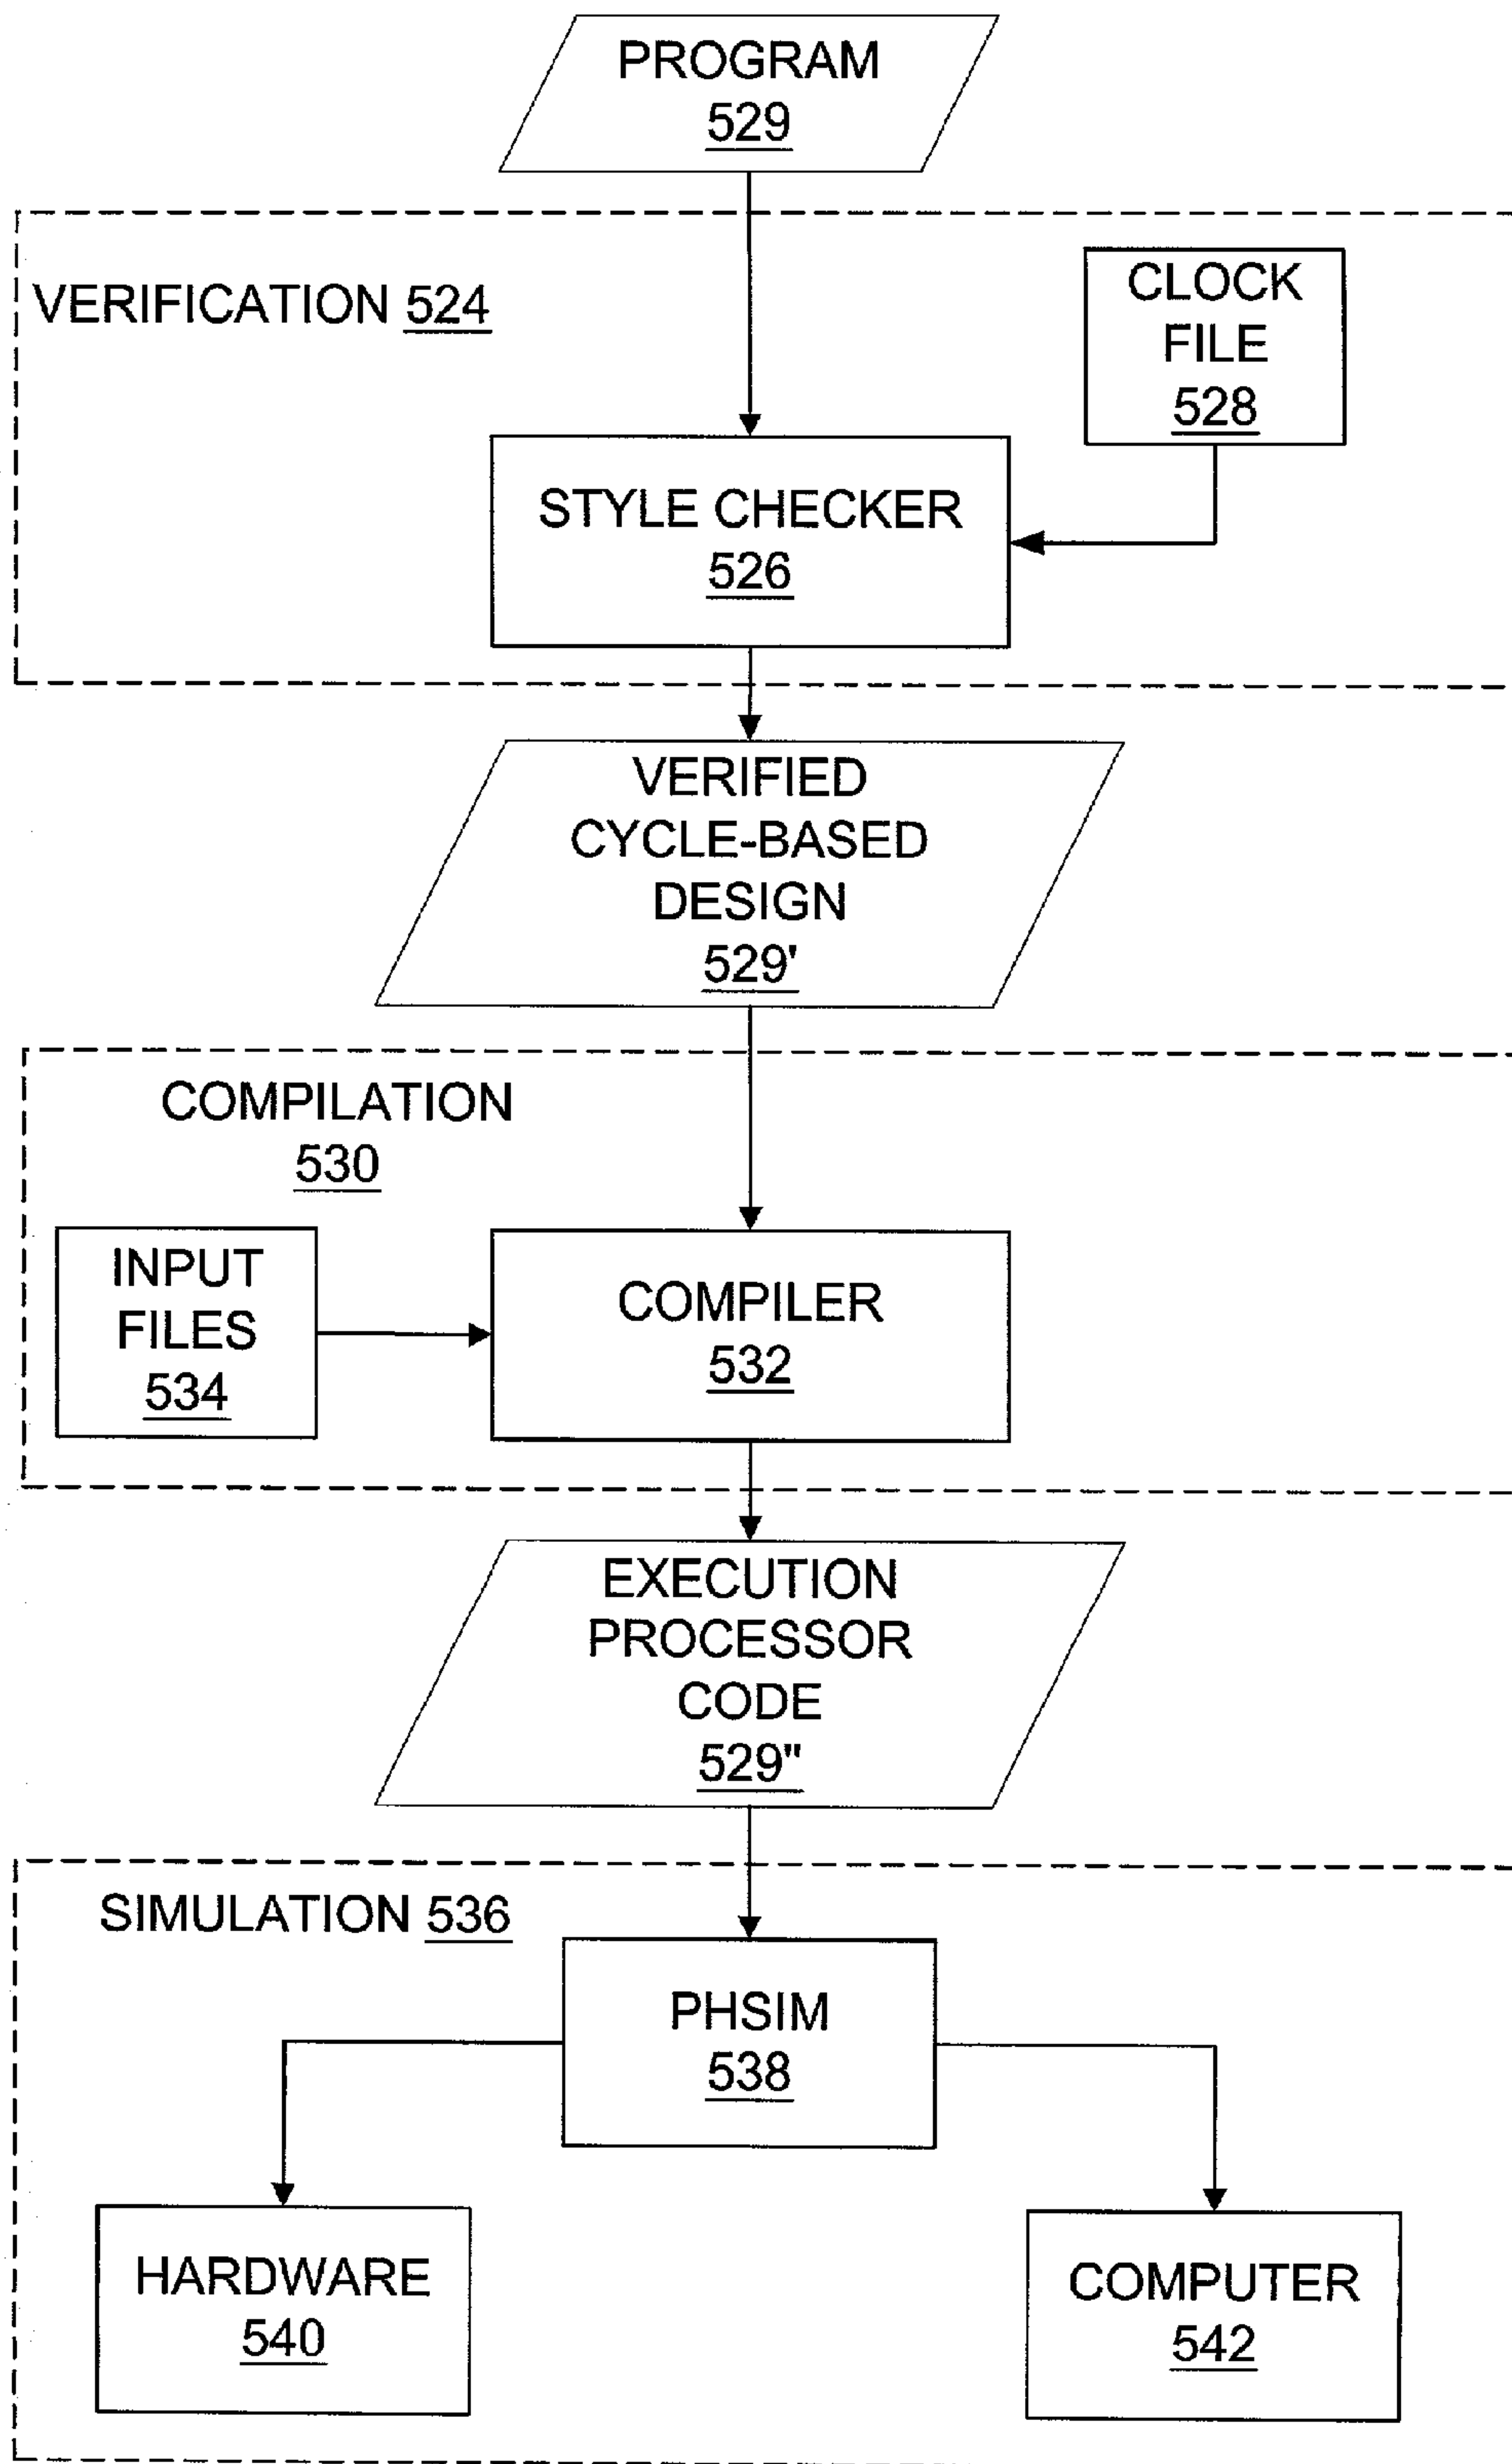 PROGRAM
529
VERIFICATION 524
CLOCK
FILE
528
STYLE CHECKER
526
VERIFIED
CYCLE-BASED
DESIGN
529'
COMPILATION
530
INPUT
FILES
534
COMPILER
532
EXECUTION
PROCESSOR
CODE
529"
SIMULATION 536
PHSIM
538
HARDWARE
540
COMPUTER
542